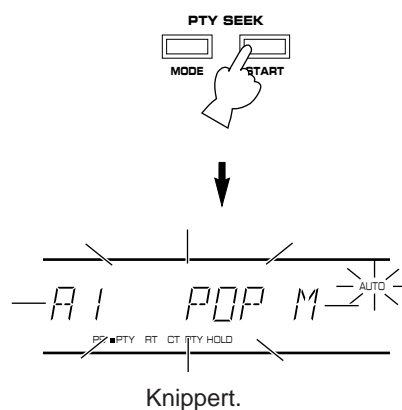 PTY SEEK
MODE START
AUTO
A1 POP M
PS PTY RT CT PTY HOLD
Knippert.